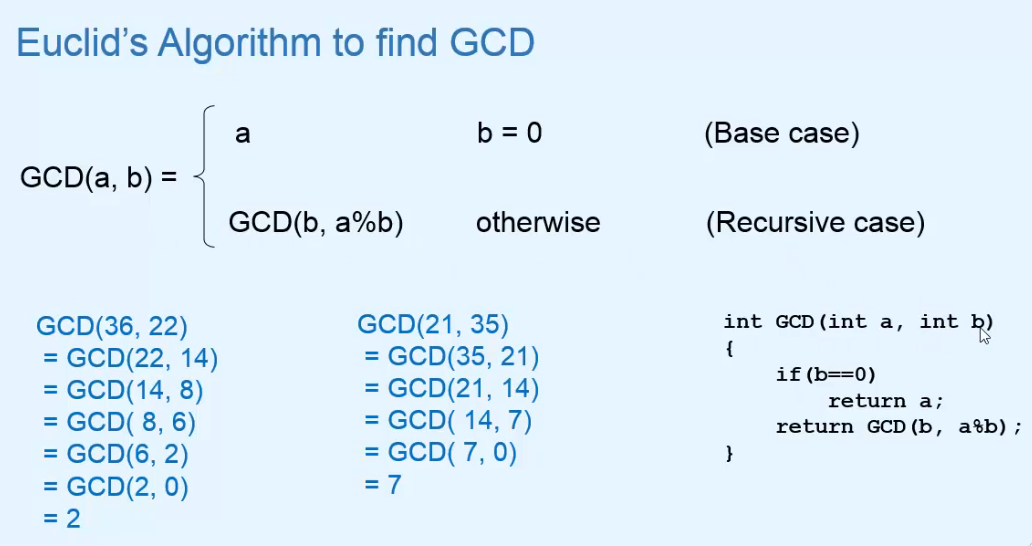 Euclid's Algorithm to find GCD
GCD(a, b) =
a b = 0 (Base case)
GCD(b, a%b) otherwise (Recursive case)
GCD(36, 22)
= GCD(22, 14)
= GCD(14, 8)
= GCD( 8, 6)
= GCD(6, 2)
= GCD(2, 0)
= 2
GCD(21, 35)
= GCD(35, 21)
= GCD(21, 14)
= GCD( 14, 7)
= GCD( 7, 0)
= 7
int GCD(int a, int b)
{
if(b==0)
return a;
return GCD(b, a%b);
}